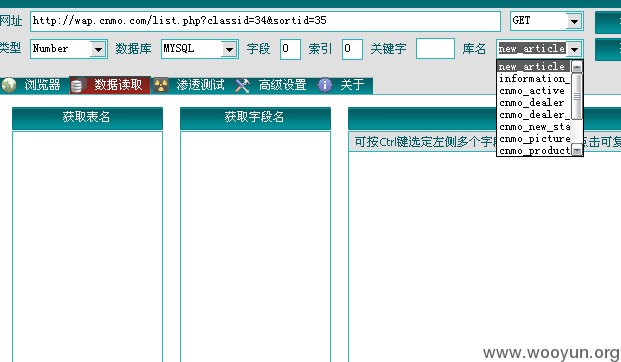 网址 http://wap.cnmo.com/list.php?classid=34&sortid=35 GET
类型 Number 数据库 MYSQL 字段 0 索引 0 关键字 库名 new_article
浏览器 数据读取 渗透测试 高级设置 关于
new_article
information_
cnmo_active
cnmo_dealer
cnmo_dealer_
cnmo_new_sta
cnmo_picture
cnmo_product
获取表名 获取字段名
可按Ctrl键选定左侧多个字 点击可复
www.wooyun.org